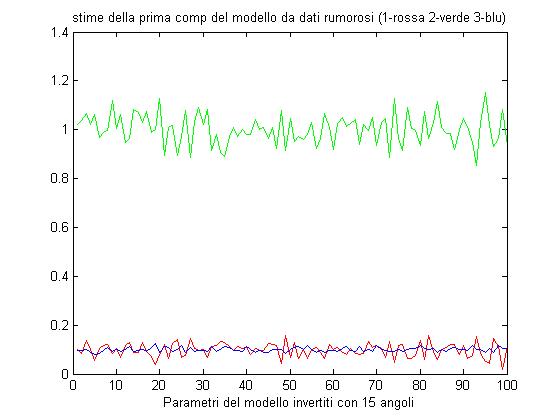 stime della prima comp del modello da dati rumorosi (1-rossa 2-verde 3-blu)
1.4
1.2
1
0.8
0.6
0.4
0.2
0
0 10 20 30 40 50 60 70 80 90 100
Parametri del modello invertiti con 15 angoli